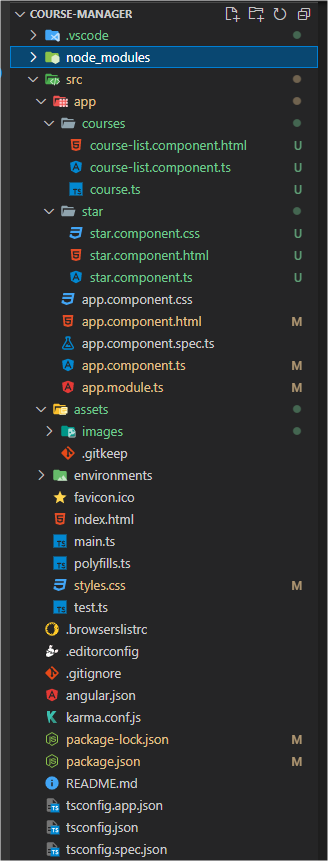 COURSE-MANAGER
.vscode
node_modules
src
app
courses
course-list.component.html U
course-list.component.ts U
course.ts U
star
star.component.css U
star.component.html U
star.component.ts U
app.component.css
app.component.html M
app.component.spec.ts
app.component.ts M
app.module.ts M
assets
images
.gitkeep
environments
favicon.ico
index.html
main.ts
polyfills.ts
styles.css M
test.ts
.browserslistrc
.editorconfig
.gitignore
angular.json
karma.conf.js
package-lock.json M
package.json M
README.md
tsconfig.app.json
tsconfig.json
tsconfig.spec.json